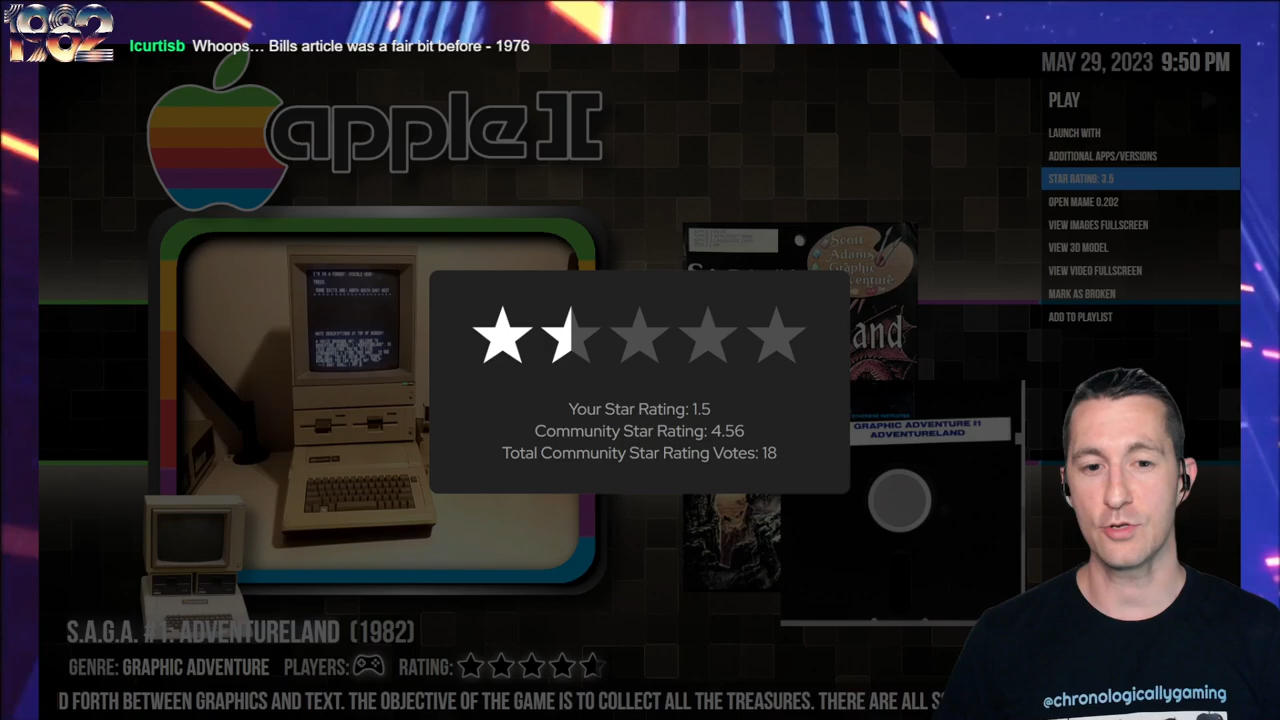 1982
1982
lcurtisb Whoops... Bills article was a fair bit before - 1976
MAY 29, 2023 9:50 PM
apple II
PLAY
LAUNCH WITH
ADDITIONAL APPS/VERSIONS
STAR RATING: 3.5
OPEN MAME 0.202
VIEW IMAGES FULLSCREEN
VIEW 3D MODEL
VIEW VIDEO FULLSCREEN
MARK AS BROKEN
ADD TO PLAYLIST
Scott
Adams
Graphic
Adventure
and
Your Star Rating: 1.5
Community Star Rating: 4.56
Total Community Star Rating Votes: 18
GRAPHIC ADVENTURE #1
ADVENTURELAND
S.A.G.A. #1: ADVENTURELAND (1982)
GENRE: GRAPHIC ADVENTURE PLAYERS: RATING:
D FORTH BETWEEN GRAPHICS AND TEXT. THE OBJECTIVE OF THE GAME IS TO COLLECT ALL THE TREASURES. THERE ARE ALL
@chronologicallygaming